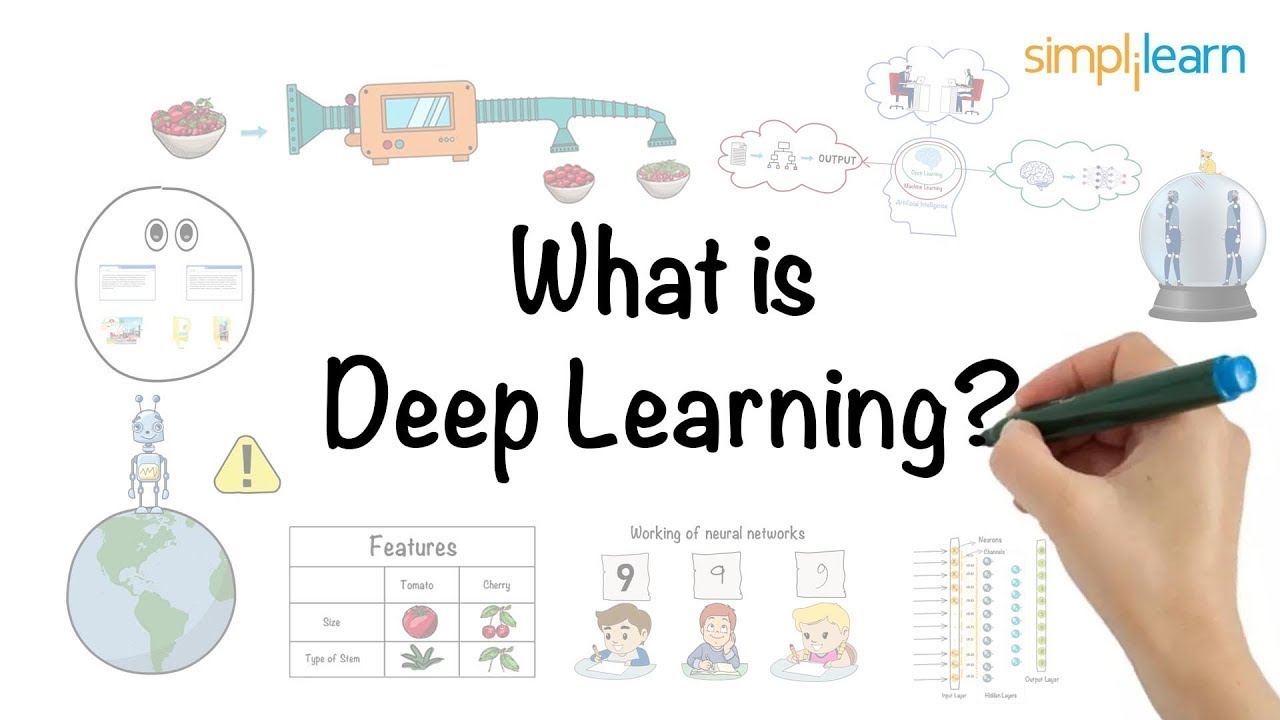 simplilearn
OUTPUT
Deep Learning
Machine Learning
Artificial Intelligence
What is
Deep Learning?
Features
Tomato
Cherry
Size
Type of Stem
Working of neural networks
9
9
9
Neurons
Channels
Input Layer
Hidden Layers
Output Layer